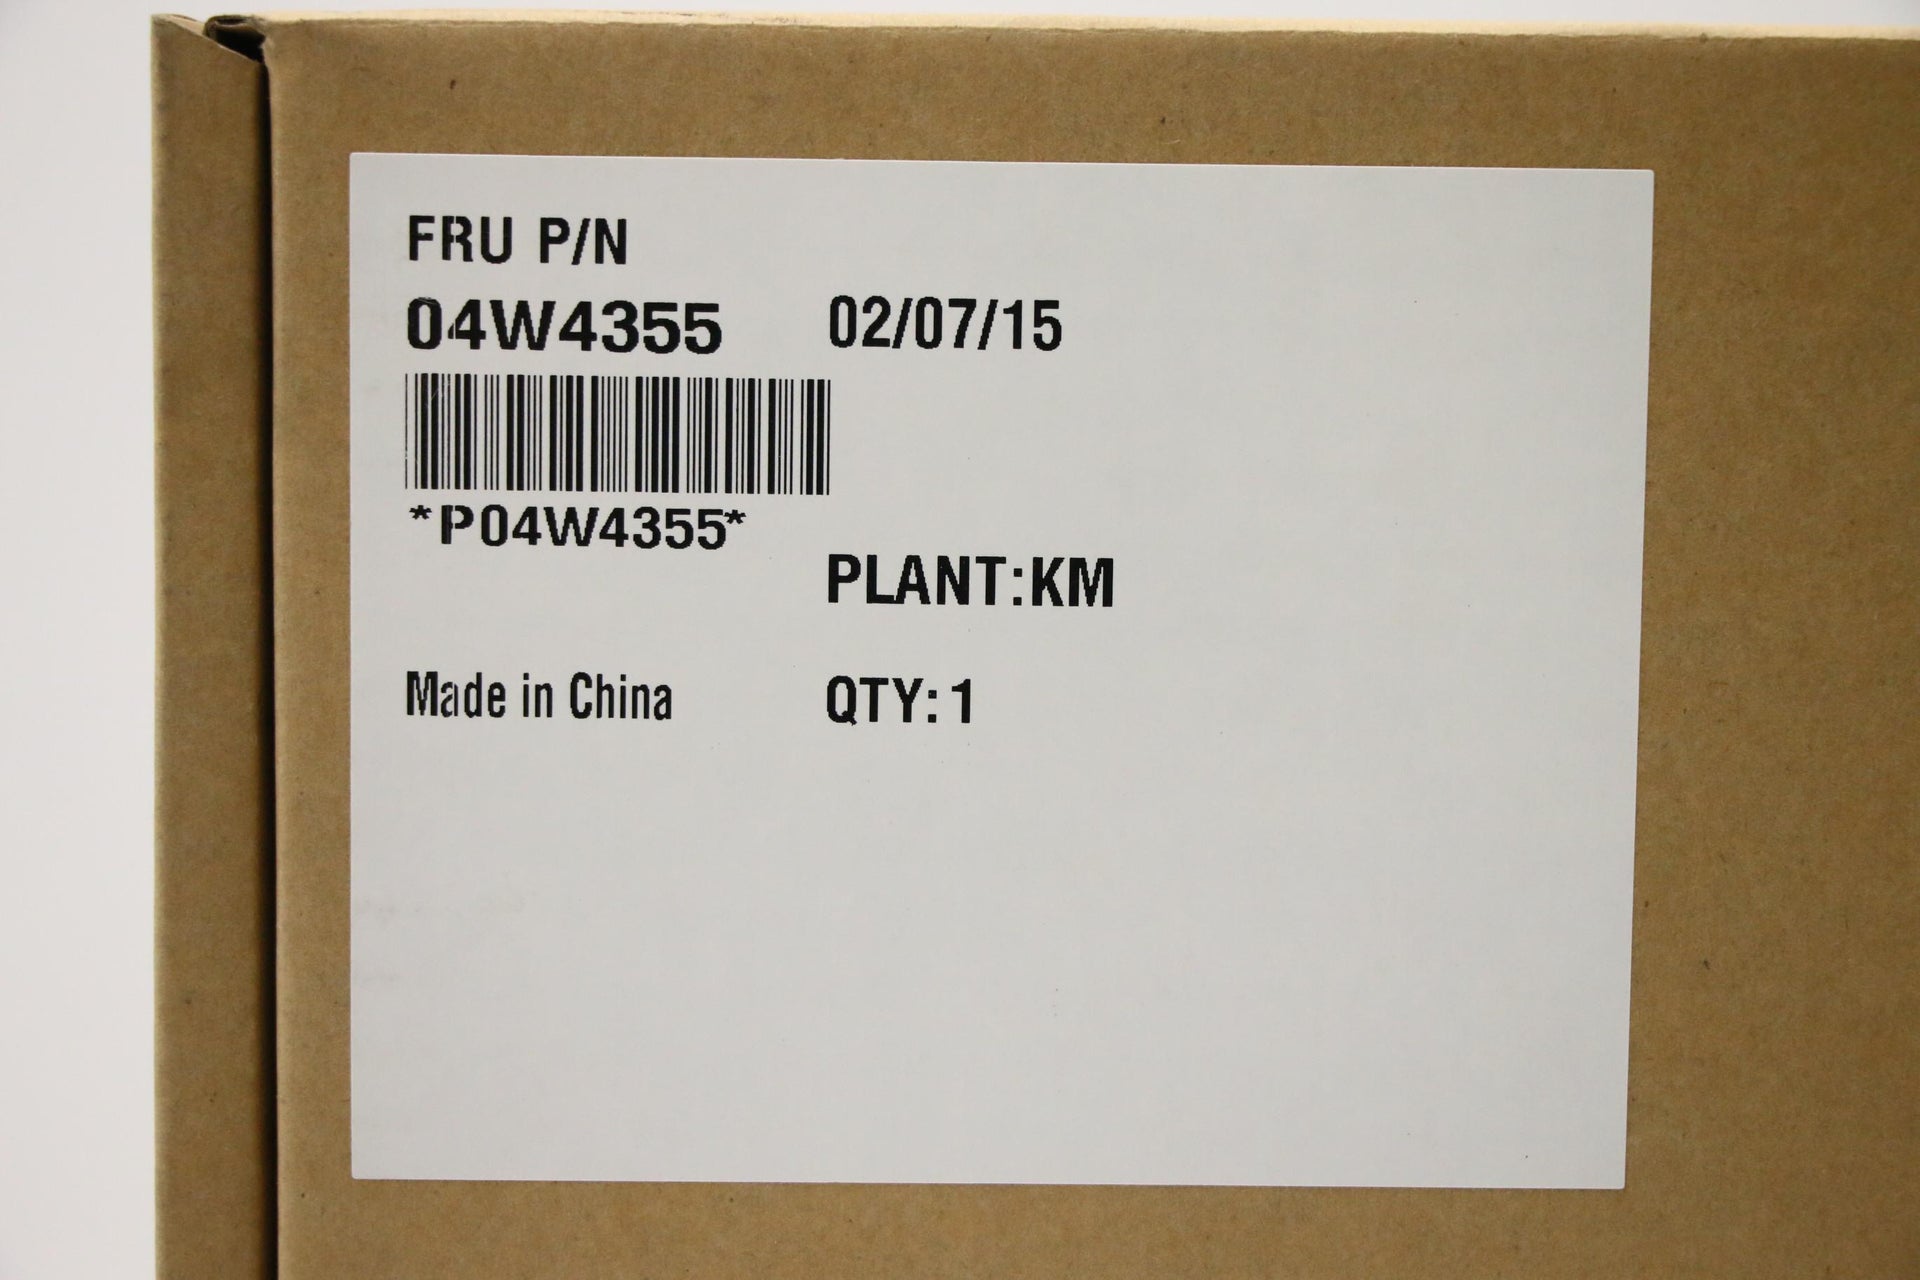 FRU P/N
04W4355 02/07/15
*P04W4355*
PLANT:KM
Made in China QTY: 1